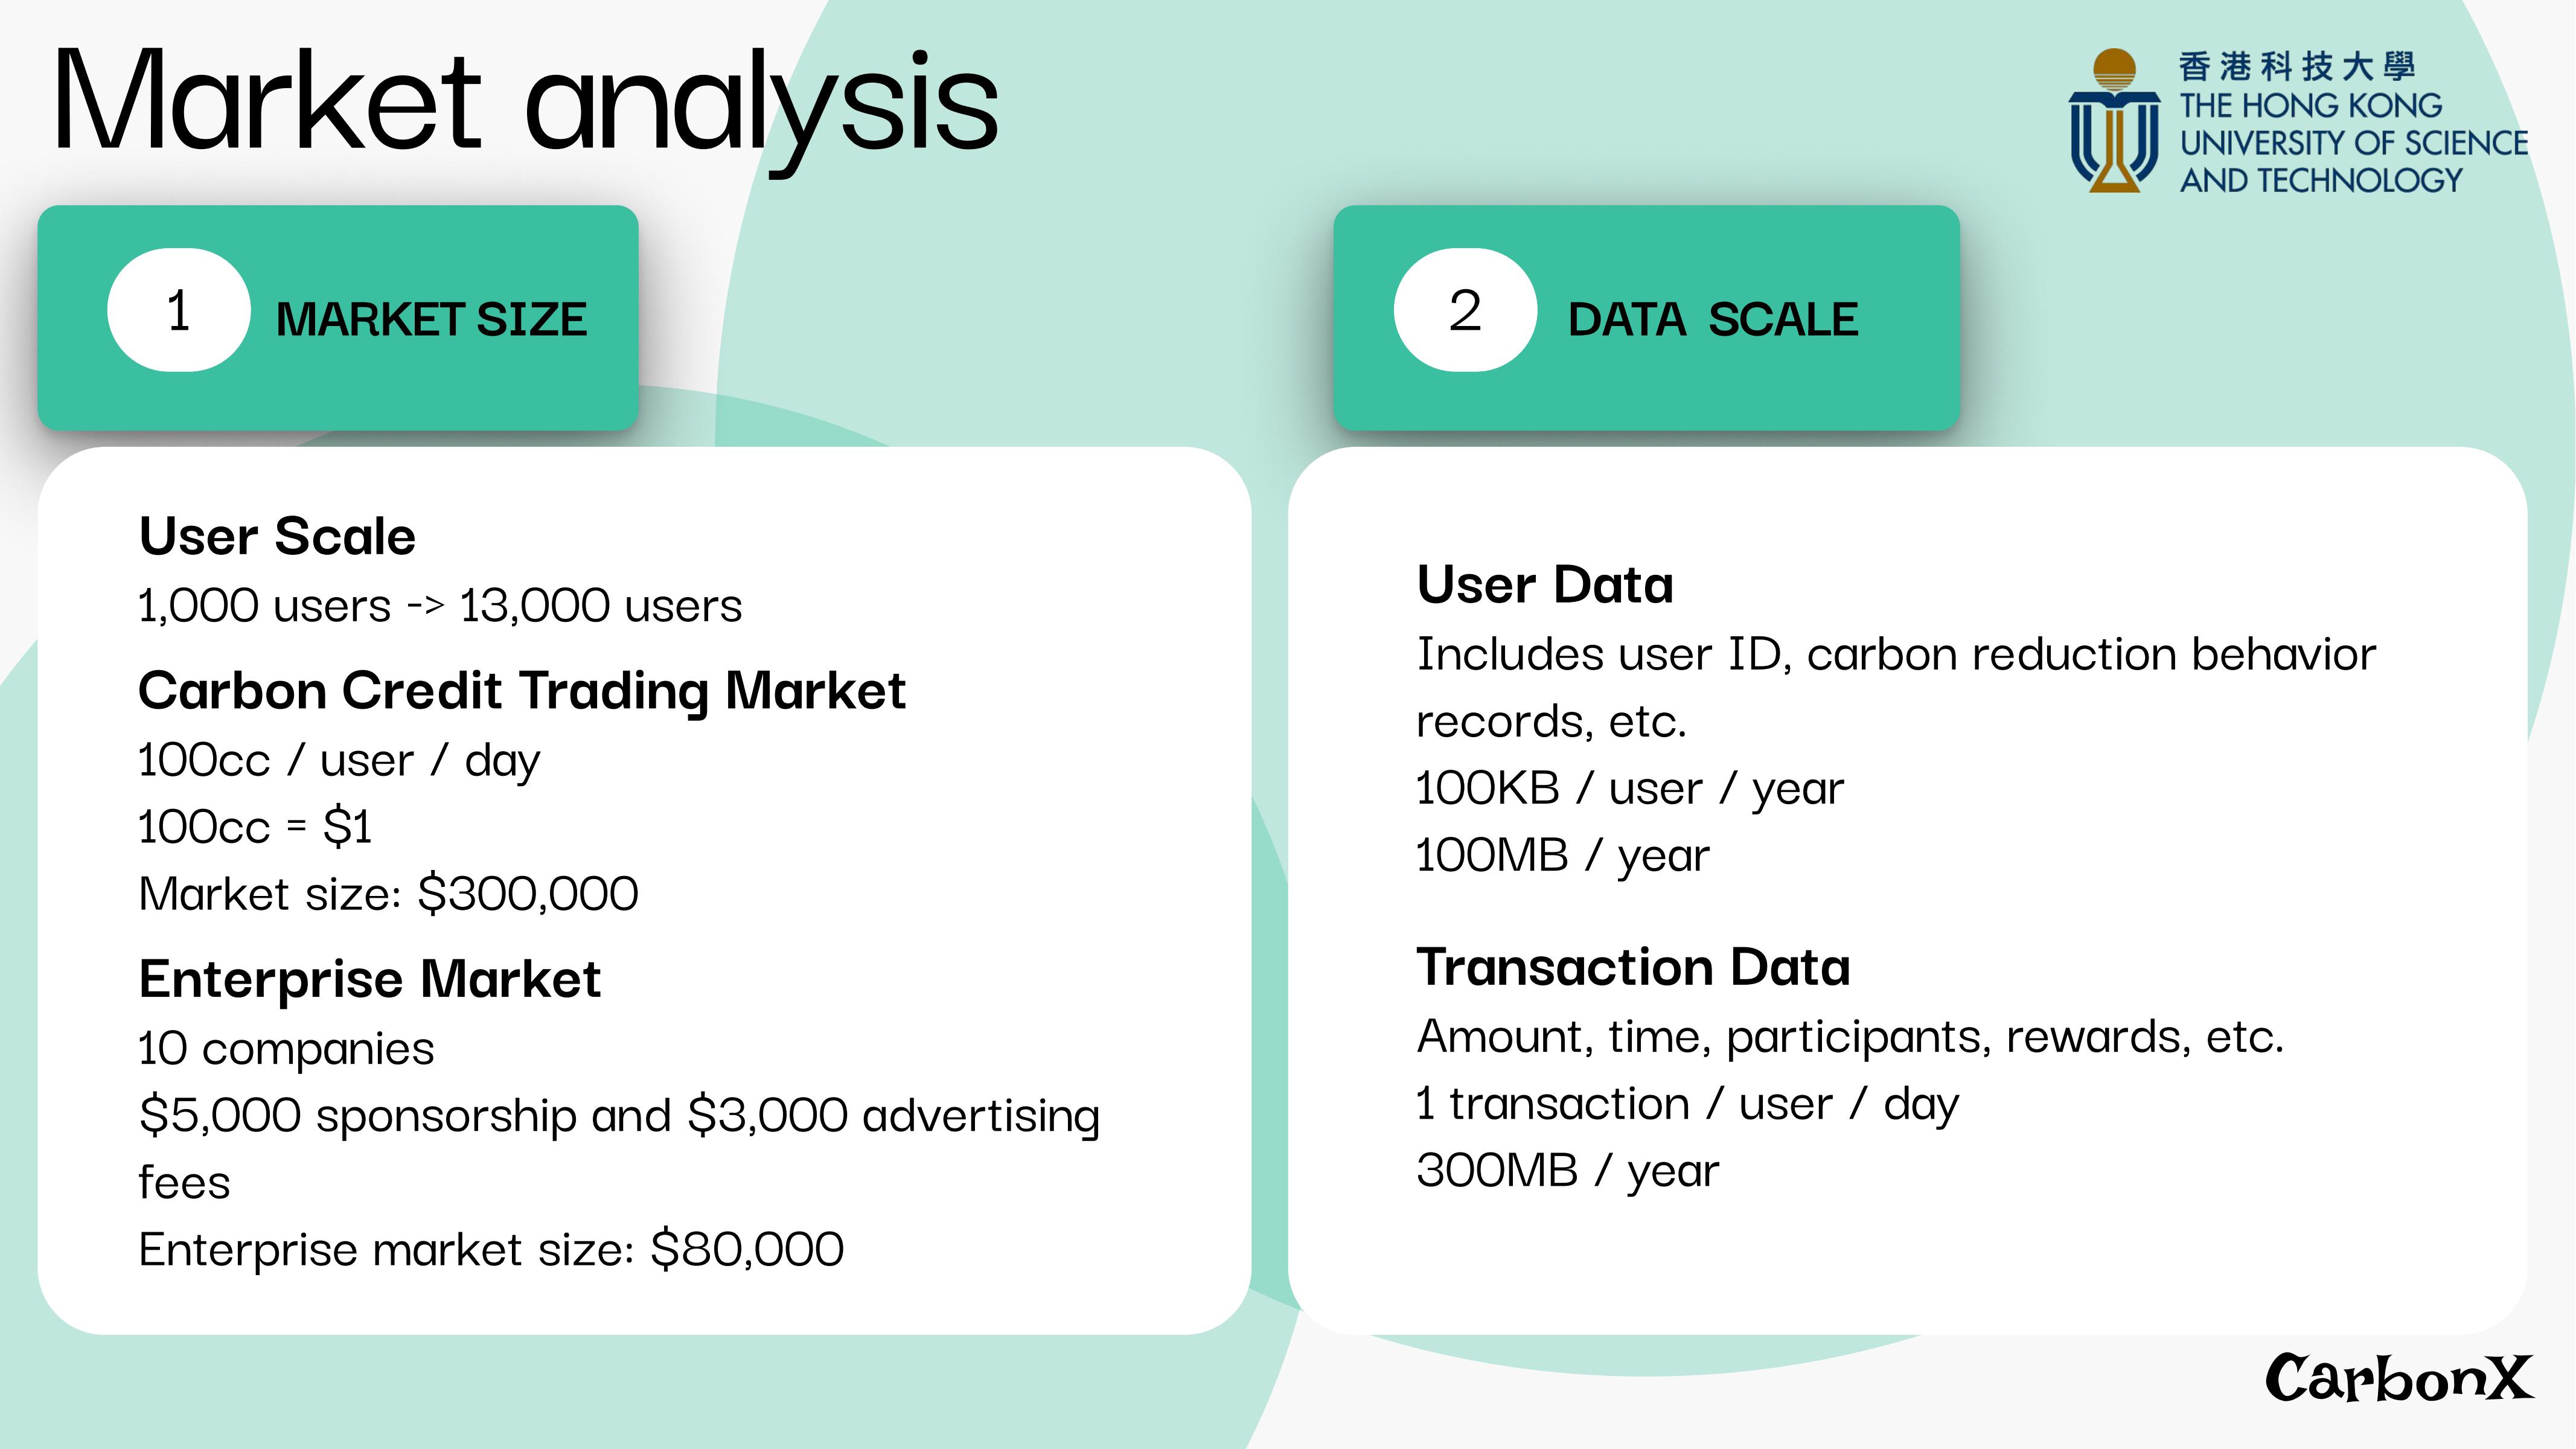 Market analysis
香港科技大學
THE HONG KONG
UNIVERSITY OF SCIENCE
AND TECHNOLOGY
1 MARKET SIZE
User Scale
1,000 users -> 13,000 users
Carbon Credit Trading Market
100cc / user / day
100cc = $1
Market size: $300,000
Enterprise Market
10 companies
$5,000 sponsorship and $3,000 advertising
fees
Enterprise market size: $80,000
2 DATA SCALE
User Data
Includes user ID, carbon reduction behavior
records, etc.
100KB / user / year
100MB / year
Transaction Data
Amount, time, participants, rewards, etc.
1 transaction / user / day
300MB / year
CarbonX